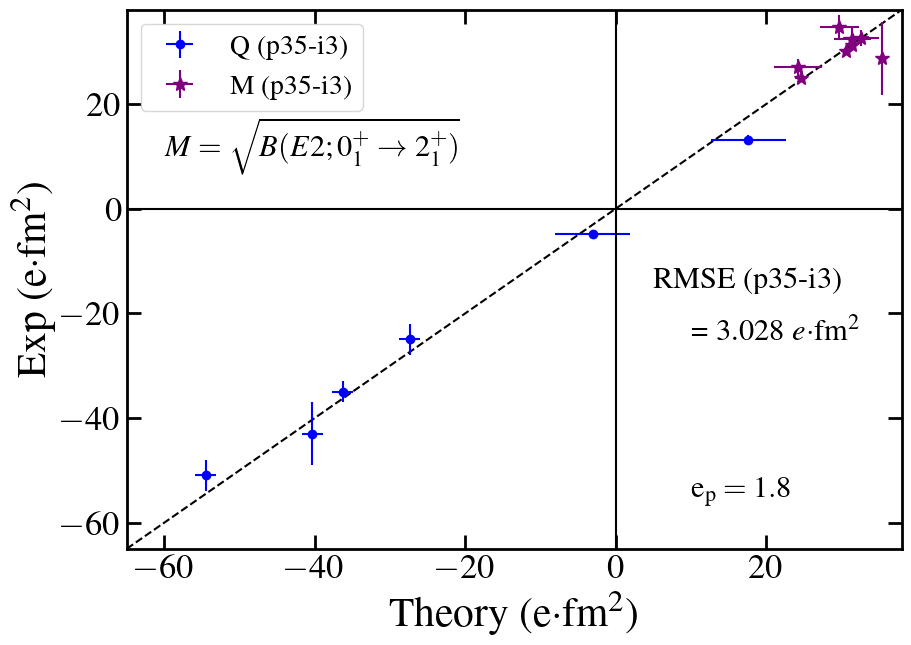 Q (p35-i3)
M (p35-i3)
M = √B(E2; 0₁⁺ → 2₁⁺)
RMSE (p35-i3)
= 3.028 e·fm²
eₚ = 1.8
20
0
−20
−40
−60
Exp (e·fm²)
−60 −40 −20 0 20
Theory (e·fm²)